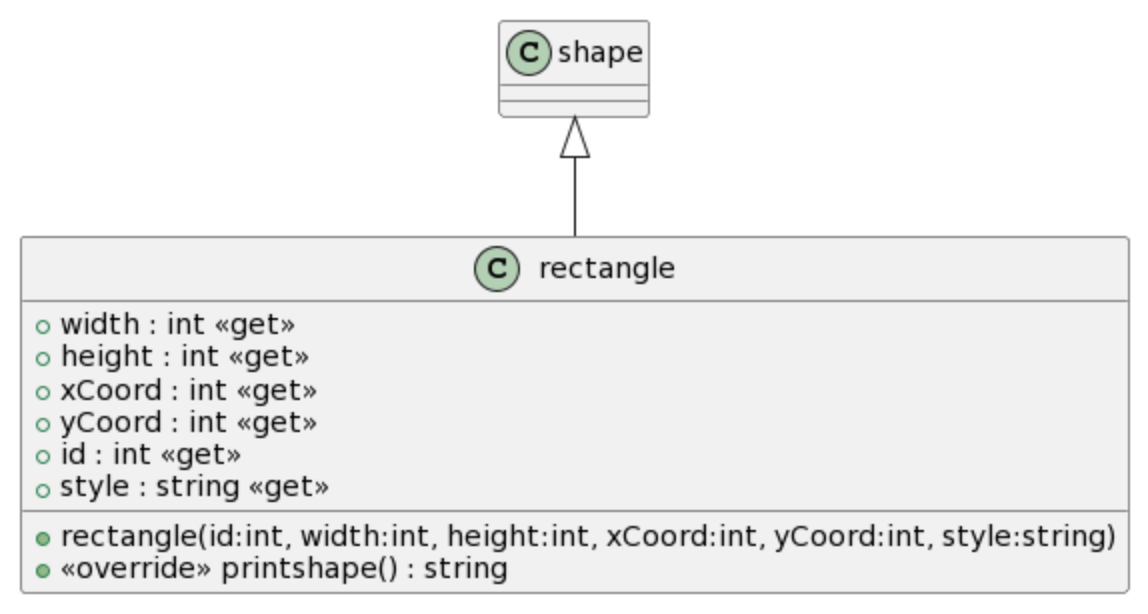 C shape
C rectangle
width : int «get»
height : int «get»
xCoord : int «get»
yCoord : int «get»
id : int «get»
style : string «get»
rectangle(id:int, width:int, height:int, xCoord:int, yCoord:int, style:string)
«override» printshape() : string